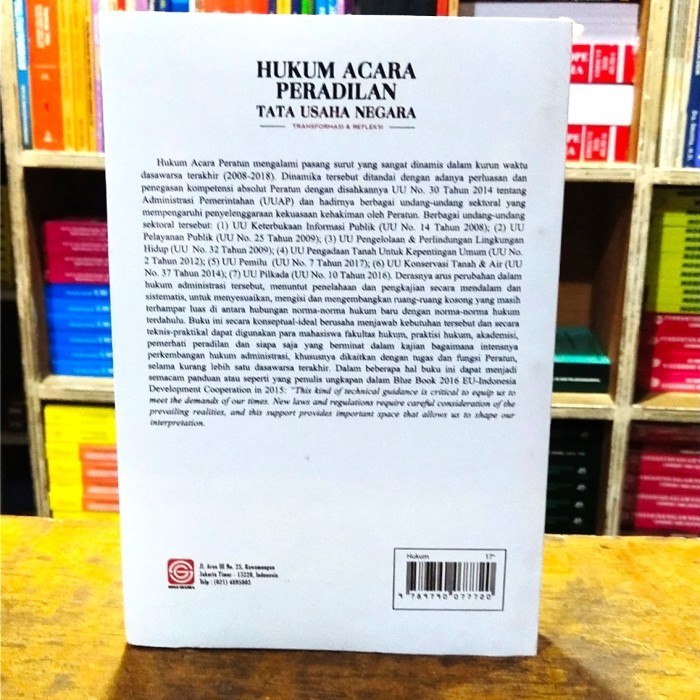 HUKUM ACARA
PERADILAN
TATA USAHA NEGARA
TRANSFORMASI & REFLEKSI
Hukum Acara Peratun mengalami pasang surut yang sangat dinamis dalam kurun waktu
dasawarsa terakhir (2008-2018). Dinamika tersebut ditandai dengan adanya perluasan dan
penegasan kompetensi absolut Peratun dengan disahkannya UU No. 30 Tahun 2014 tentang
Administrasi Pemerintahan (UUAP) dan hadirnya berbagai undang-undang sektoral yang
mempengaruhi penyelenggaraan kekuasaan kehakiman oleh Peratun. Berbagai undang-undang
sektoral tersebut: (1) UU Keterbukaan Informasi Publik (UU No. 14 Tahun 2008); (2) UU
Pelayanan Publik (UU No. 25 Tahun 2009); (3) UU Pengelolaan & Perlindungan Lingkungan
Hidup (UU No. 32 Tahun 2009); (4) UU Pengadaan Tanah Untuk Kepentingan Umum (UU No.
2 Tahun 2012); (5) UU Pemilu (UU No. 7 Tahun 2017); (6) UU Konservasi Tanah & Air (UU
No. 37 Tahun 2014); (7) UU Pilkada (UU No. 10 Tahun 2016). Derasnya arus perubahan dalam
hukum administrasi tersebut, menuntut penelahaan dan pengkajian secara mendalam dan
sistematis, untuk menyesuaikan, mengisi dan mengembangkan ruang-ruang kosong yang masih
terhampar luas di antara hubungan norma-norma hukum baru dengan norma-norma hukum
terdahulu. Buku ini secara konseptual-ideal berusaha menjawab kebutuhan tersebut dan secara
teknis-praktikal dapat digunakan para mahasiswa fakultas hukum, praktisi hukum, akademisi,
pemerhati peradilan dan siapa saja yang berminat dalam kajian bagaimana intensnya
perkembangan hukum administrasi, khususnya dikaitkan dengan tugas dan fungsi Peratun,
selama kurang lebih satu dasawarsa terakhir. Dalam beberapa hal buku ini dapat menjadi
semacam panduan atau seperti yang penulis ungkapan dalam Blue Book 2016 EU-Indonesia
Development Cooperation in 2015: "This kind of technical guidance is critical to equip us to
meet the demands of our times. New laws and regulations require careful consideration of the
prevailing realities, and this support provides important space that allows us to shape our
interpretation.
Jl. Arus III No. 25, Rawamangun
Jakarta Timur - 13220, Indonesia
Hukum 17+
9 789790 077720